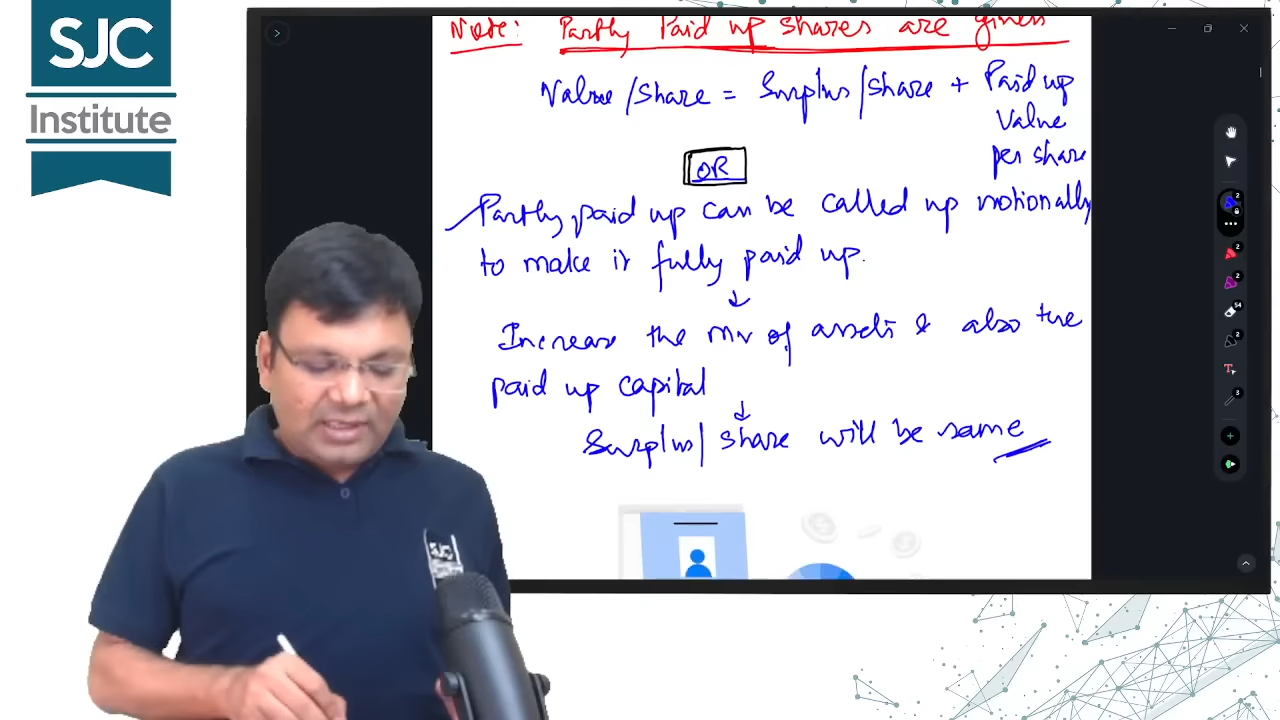 SJC
Institute
Note: Partly Paid up shares are given
Value/Share = Surplus/Share + Paid up
Value
per share
OR
Partly paid up can be called up notionally
to make it fully paid up.
Increase the mv of assets & also the
paid up capital
Surplus/share will be same
SJC